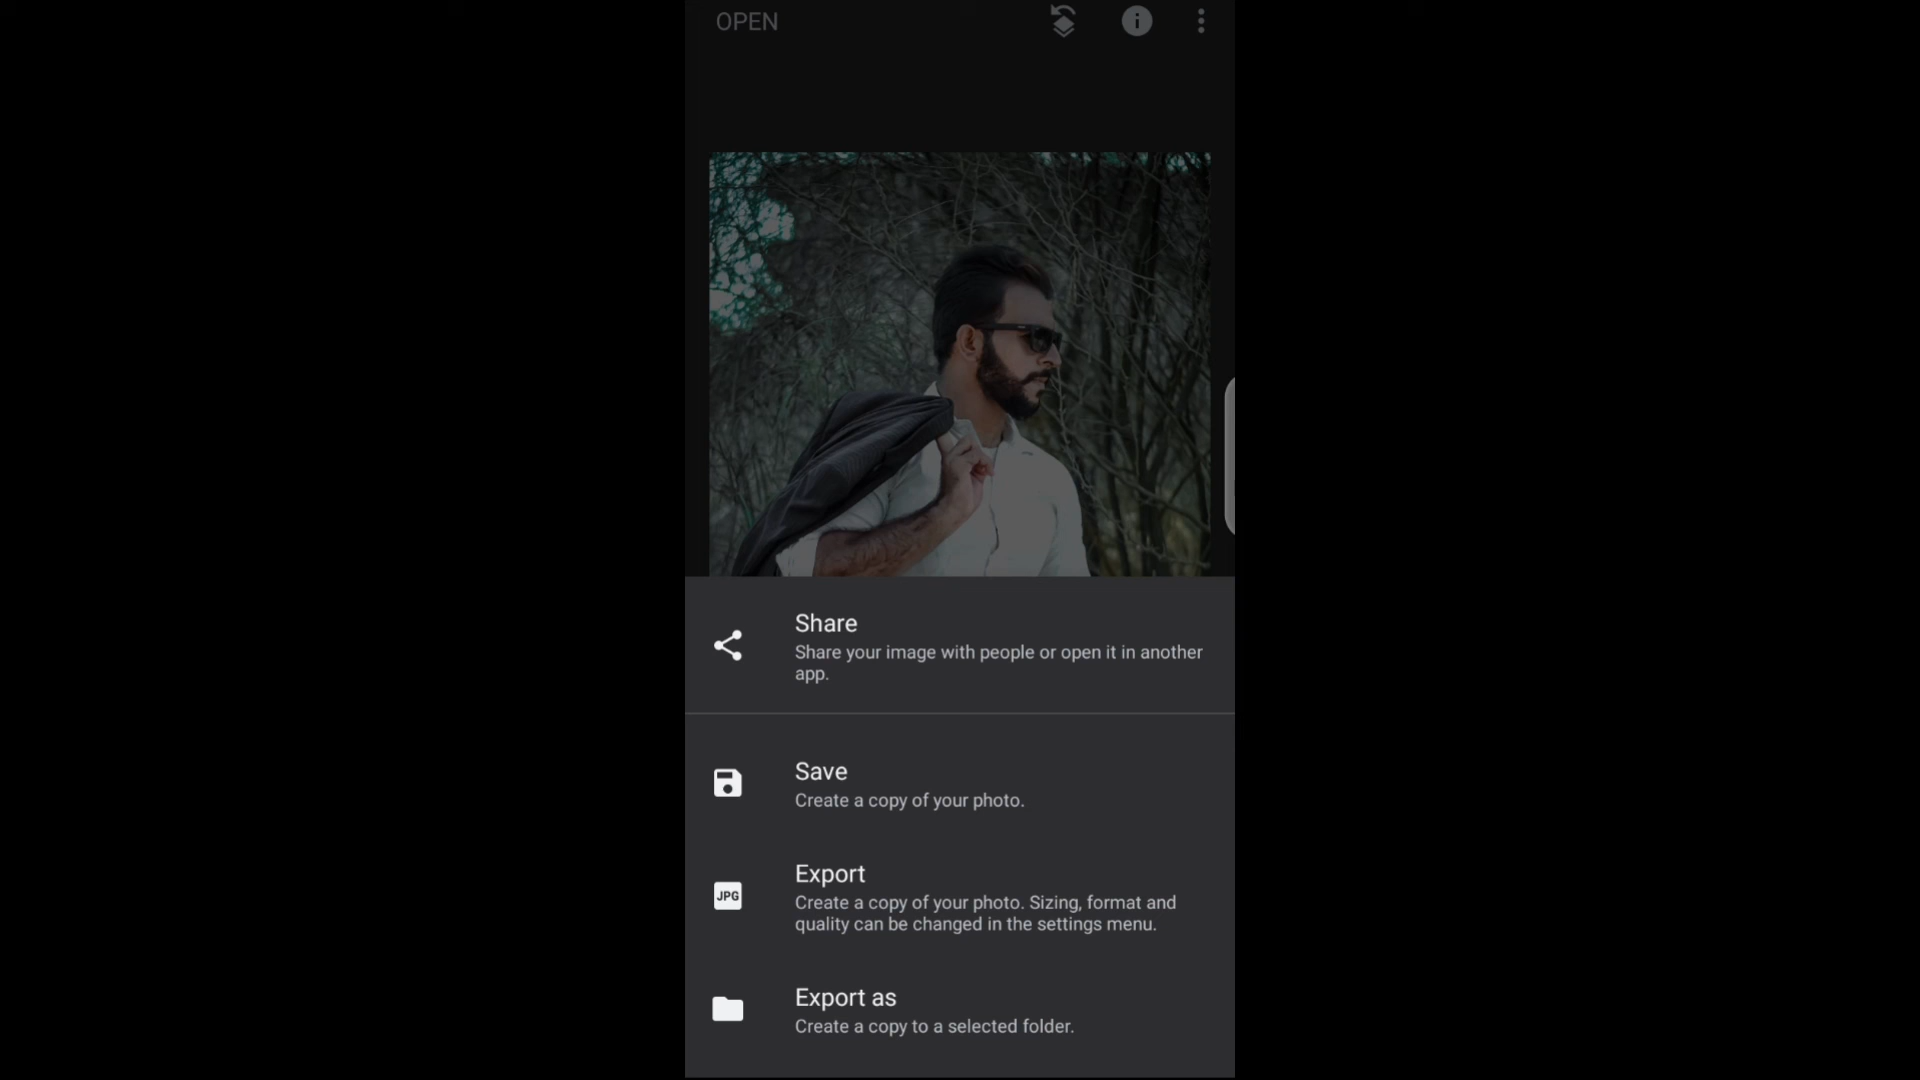 OPEN
Share
Share your image with people or open it in another
app.
Save
Create a copy of your photo.
JPG
Export
Create a copy of your photo. Sizing, format and
quality can be changed in the settings menu.
Export as
Create a copy to a selected folder.